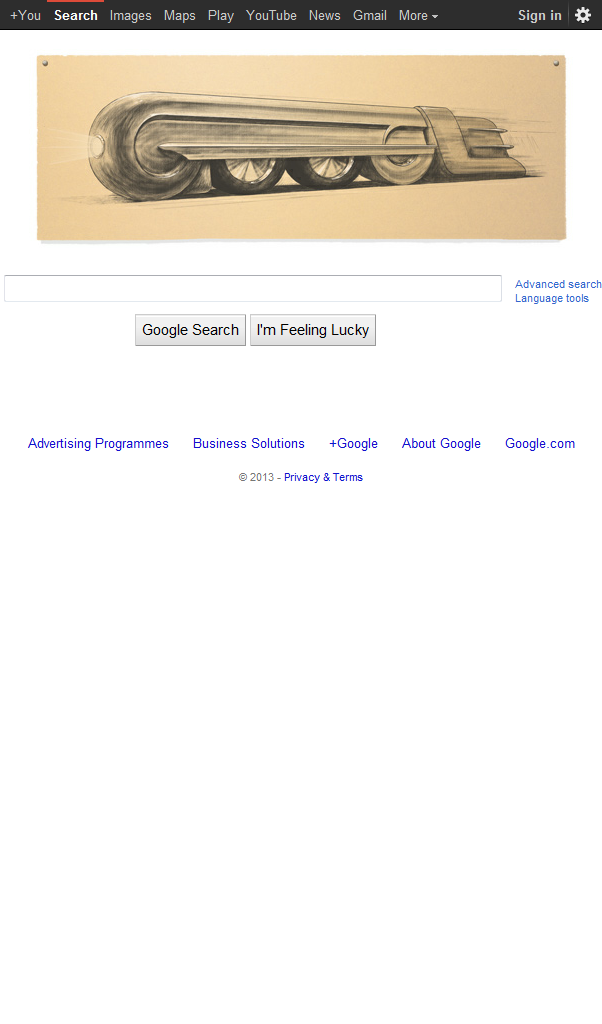 +You Search Images Maps Play YouTube News Gmail More Sign in
Advanced search
Language tools
Google Search I'm Feeling Lucky
Advertising Programmes Business Solutions +Google About Google Google.com
© 2013 - Privacy & Terms